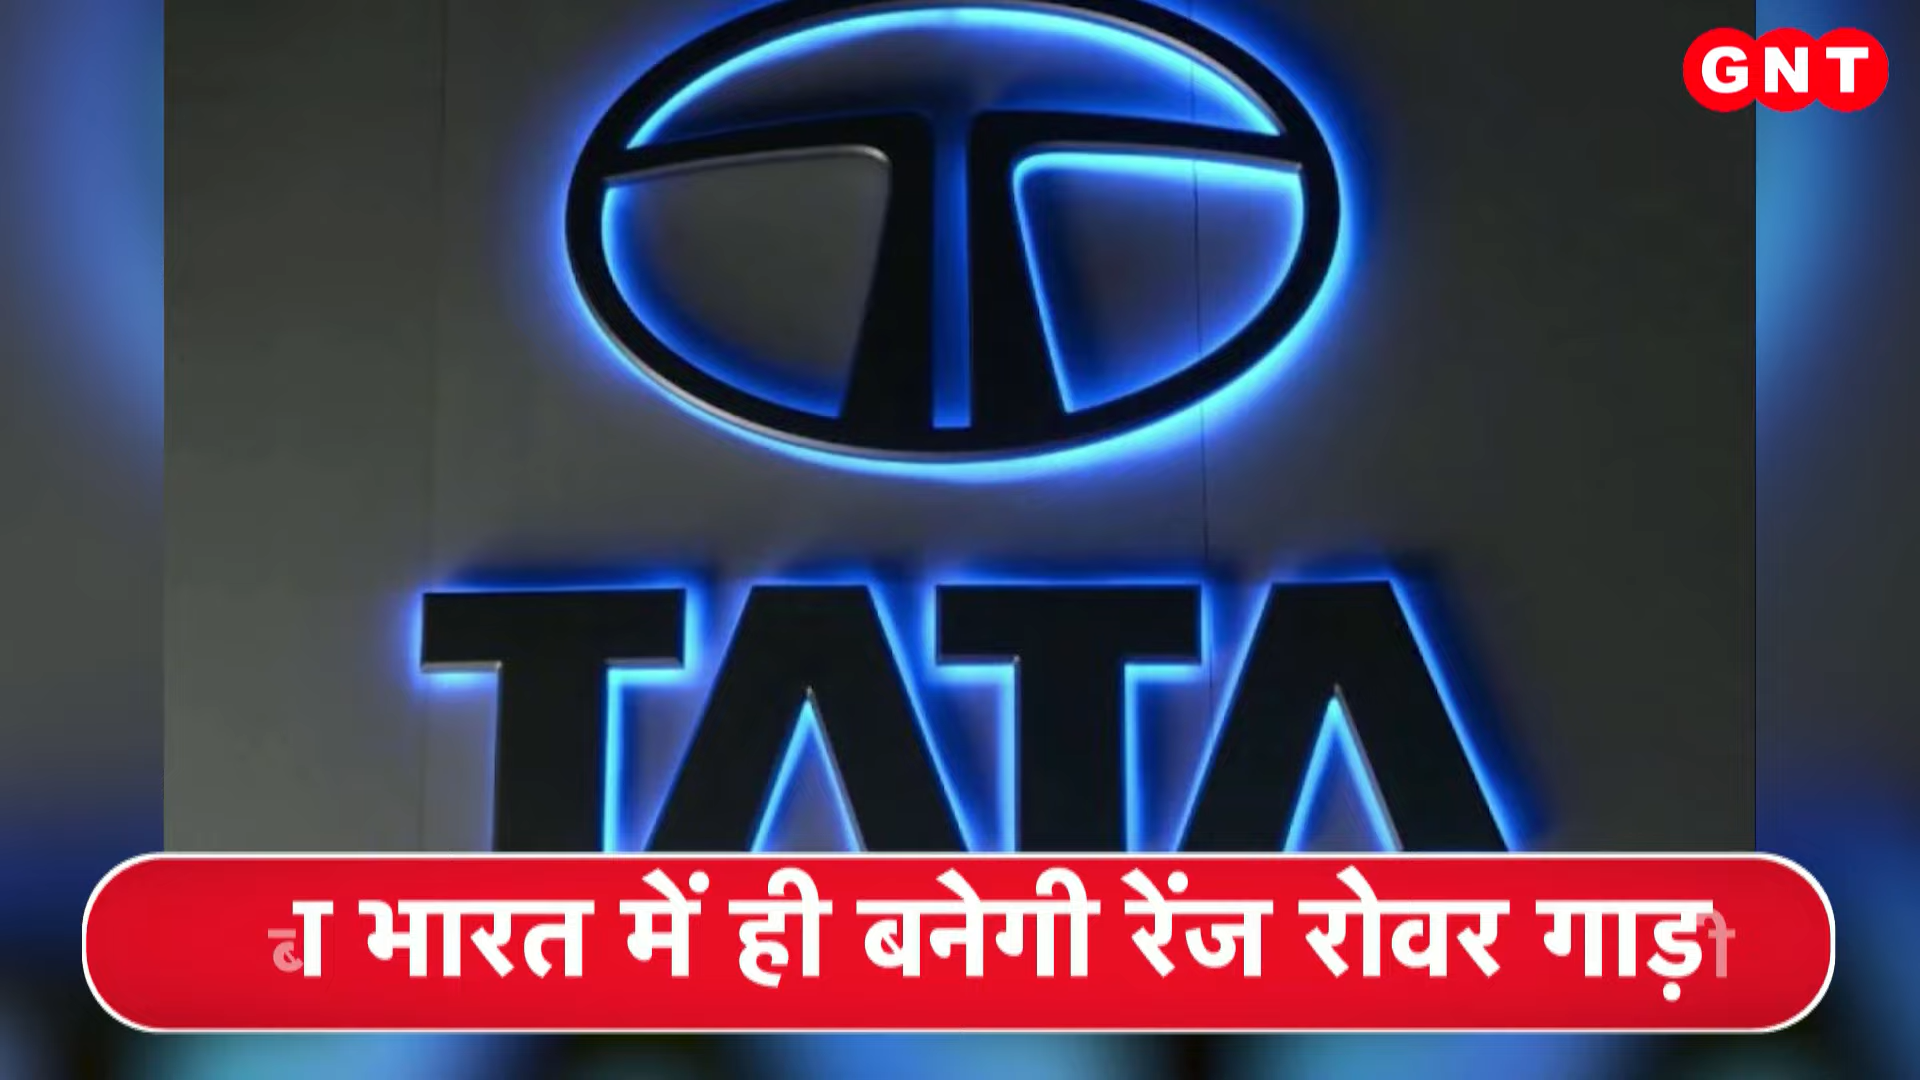 GNT
TATA
भारत में ही बनेगी रेंज रोवर गाड़ी